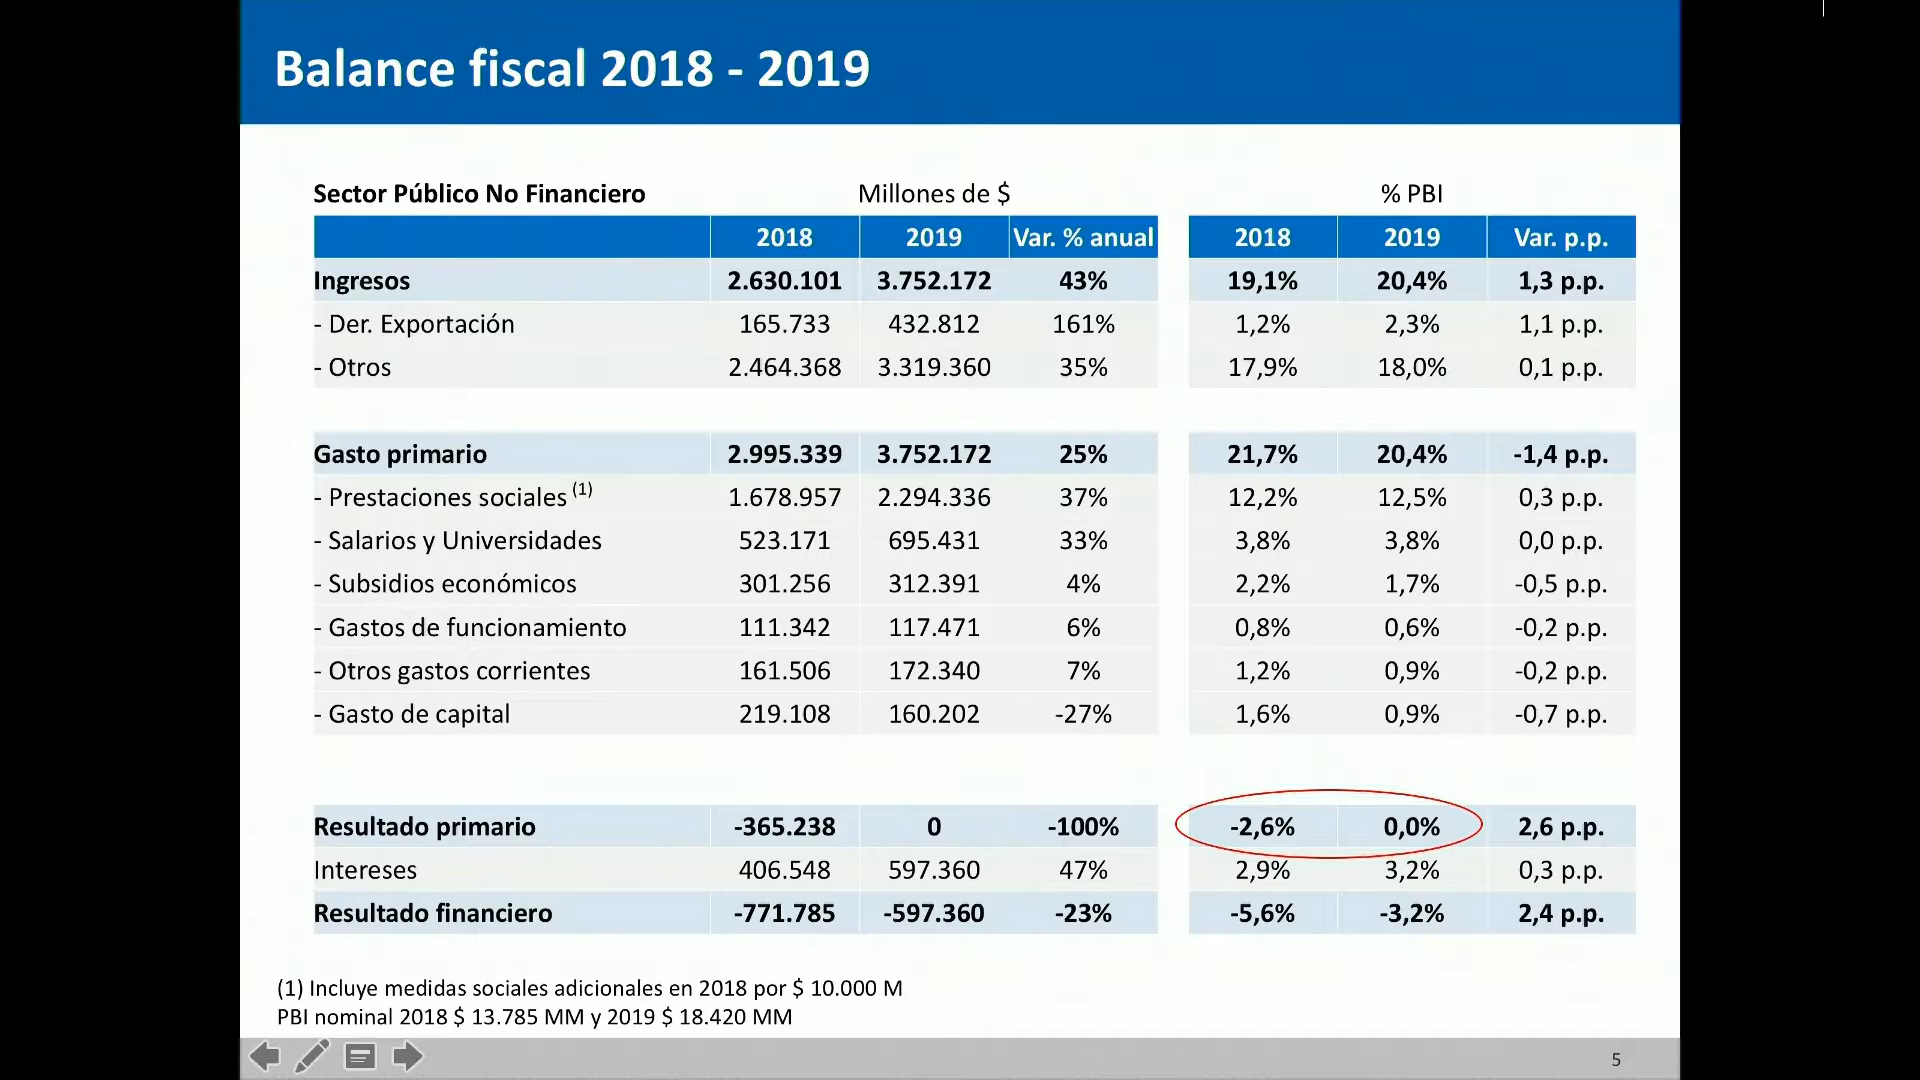 Balance fiscal 2018 - 2019
Sector Público No Financiero Millones de $ % PBI
2018 2019 Var. % anual 2018 2019 Var. p.p.
Ingresos 2.630.101 3.752.172 43% 19,1% 20,4% 1,3 p.p.
- Der. Exportación 165.733 432.812 161% 1,2% 2,3% 1,1 p.p.
- Otros 2.464.368 3.319.360 35% 17,9% 18,0% 0,1 p.p.
Gasto primario 2.995.339 3.752.172 25% 21,7% 20,4% -1,4 p.p.
- Prestaciones sociales (1) 1.678.957 2.294.336 37% 12,2% 12,5% 0,3 p.p.
- Salarios y Universidades 523.171 695.431 33% 3,8% 3,8% 0,0 p.p.
- Subsidios económicos 301.256 312.391 4% 2,2% 1,7% -0,5 p.p.
- Gastos de funcionamiento 111.342 117.471 6% 0,8% 0,6% -0,2 p.p.
- Otros gastos corrientes 161.506 172.340 7% 1,2% 0,9% -0,2 p.p.
- Gasto de capital 219.108 160.202 -27% 1,6% 0,9% -0,7 p.p.
Resultado primario -365.238 0 -100% -2,6% 0,0% 2,6 p.p.
Intereses 406.548 597.360 47% 2,9% 3,2% 0,3 p.p.
Resultado financiero -771.785 -597.360 -23% -5,6% -3,2% 2,4 p.p.
(1) Incluye medidas sociales adicionales en 2018 por $ 10.000 M
PBI nominal 2018 $ 13.785 MM y 2019 $ 18.420 MM
5